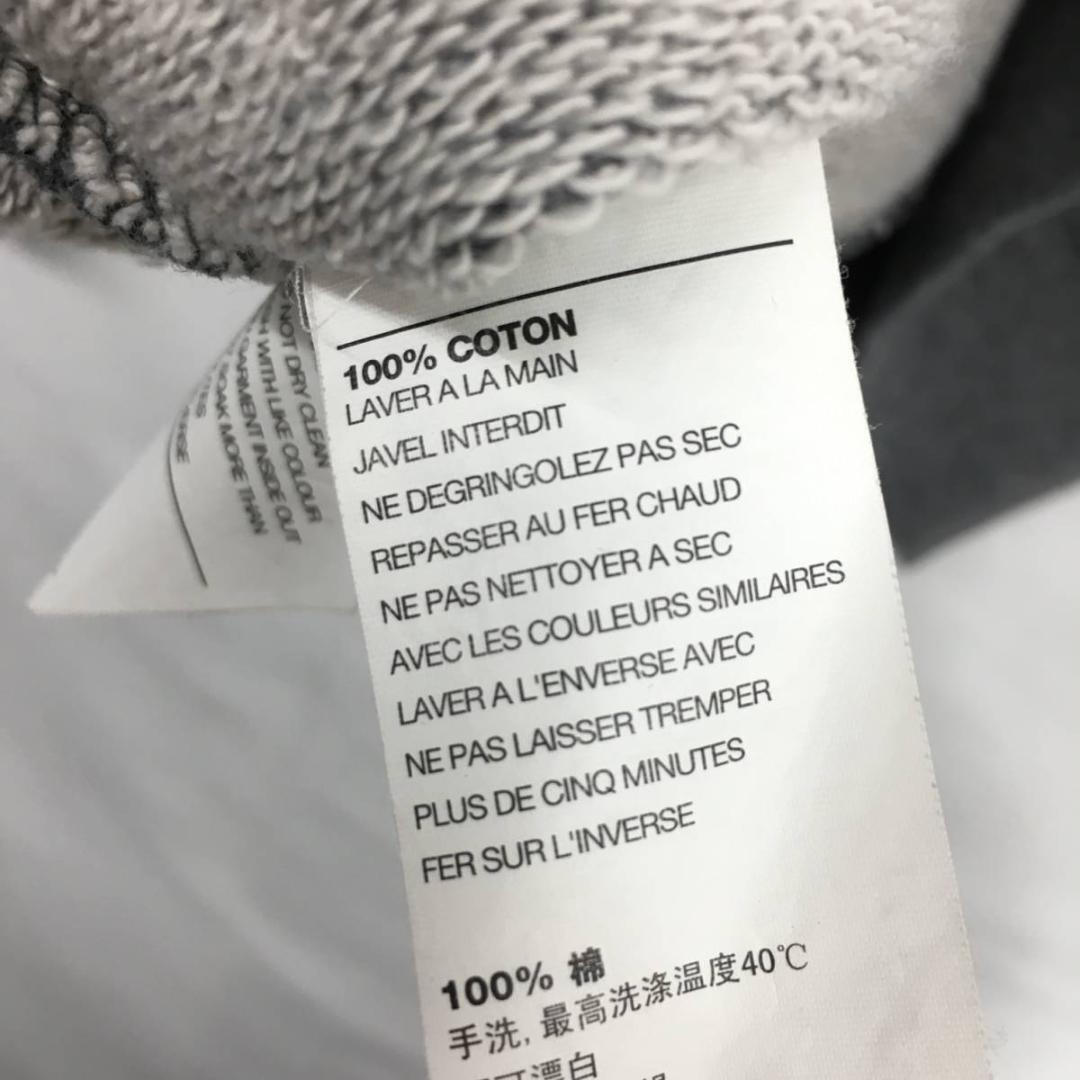 100% COTON
LAVER A LA MAIN
JAVEL INTERDIT
NE DEGRINGOLEZ PAS SEC
REPASSER AU FER CHAUD
NE PAS NETTOYER A SEC
AVEC LES COULEURS SIMILAIRES
LAVER A L'ENVERSE AVEC
NE PAS LAISSER TREMPER
PLUS DE CINQ MINUTES
FER SUR L'INVERSE
100% 棉
手洗, 最高洗涤温度40℃
可漂白
NOT DRY CLEAN
WITH LIKE COLOUR
GARMENT INSIDE OUT
SOAK MORE THAN